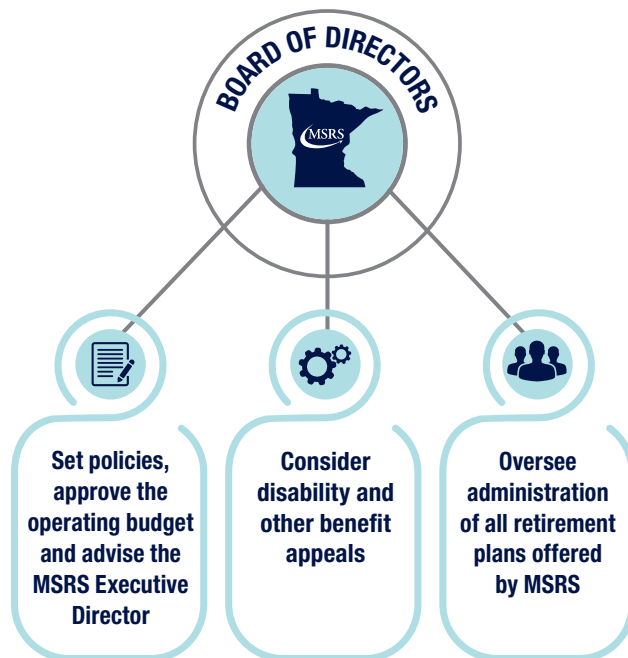 BOARD OF DIRECTORS
MSRS
Set policies,
approve the
operating budget
and advise the
MSRS Executive
Director
Consider
disability and
other benefit
appeals
Oversee
administration
of all retirement
plans offered
by MSRS